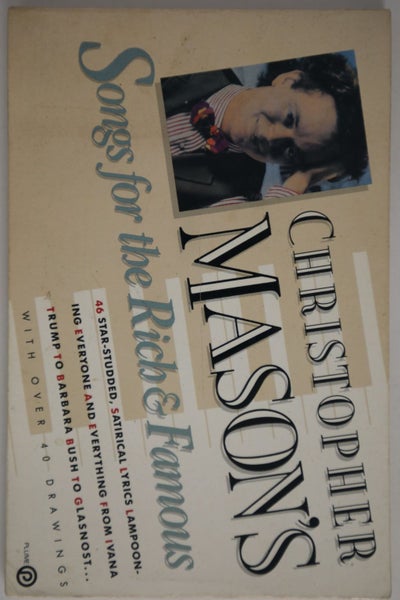 CHRISTOPHER
MASON'S
Songs for the Rich & Famous
46 STAR-STUDDED, SATIRICAL LYRICS LAMPOON-
ING EVERYONE AND EVERYTHING FROM IVANA
TRUMP TO BARBARA BUSH TO GLASNOST...
WITH OVER 40 DRAWINGS
PLUME